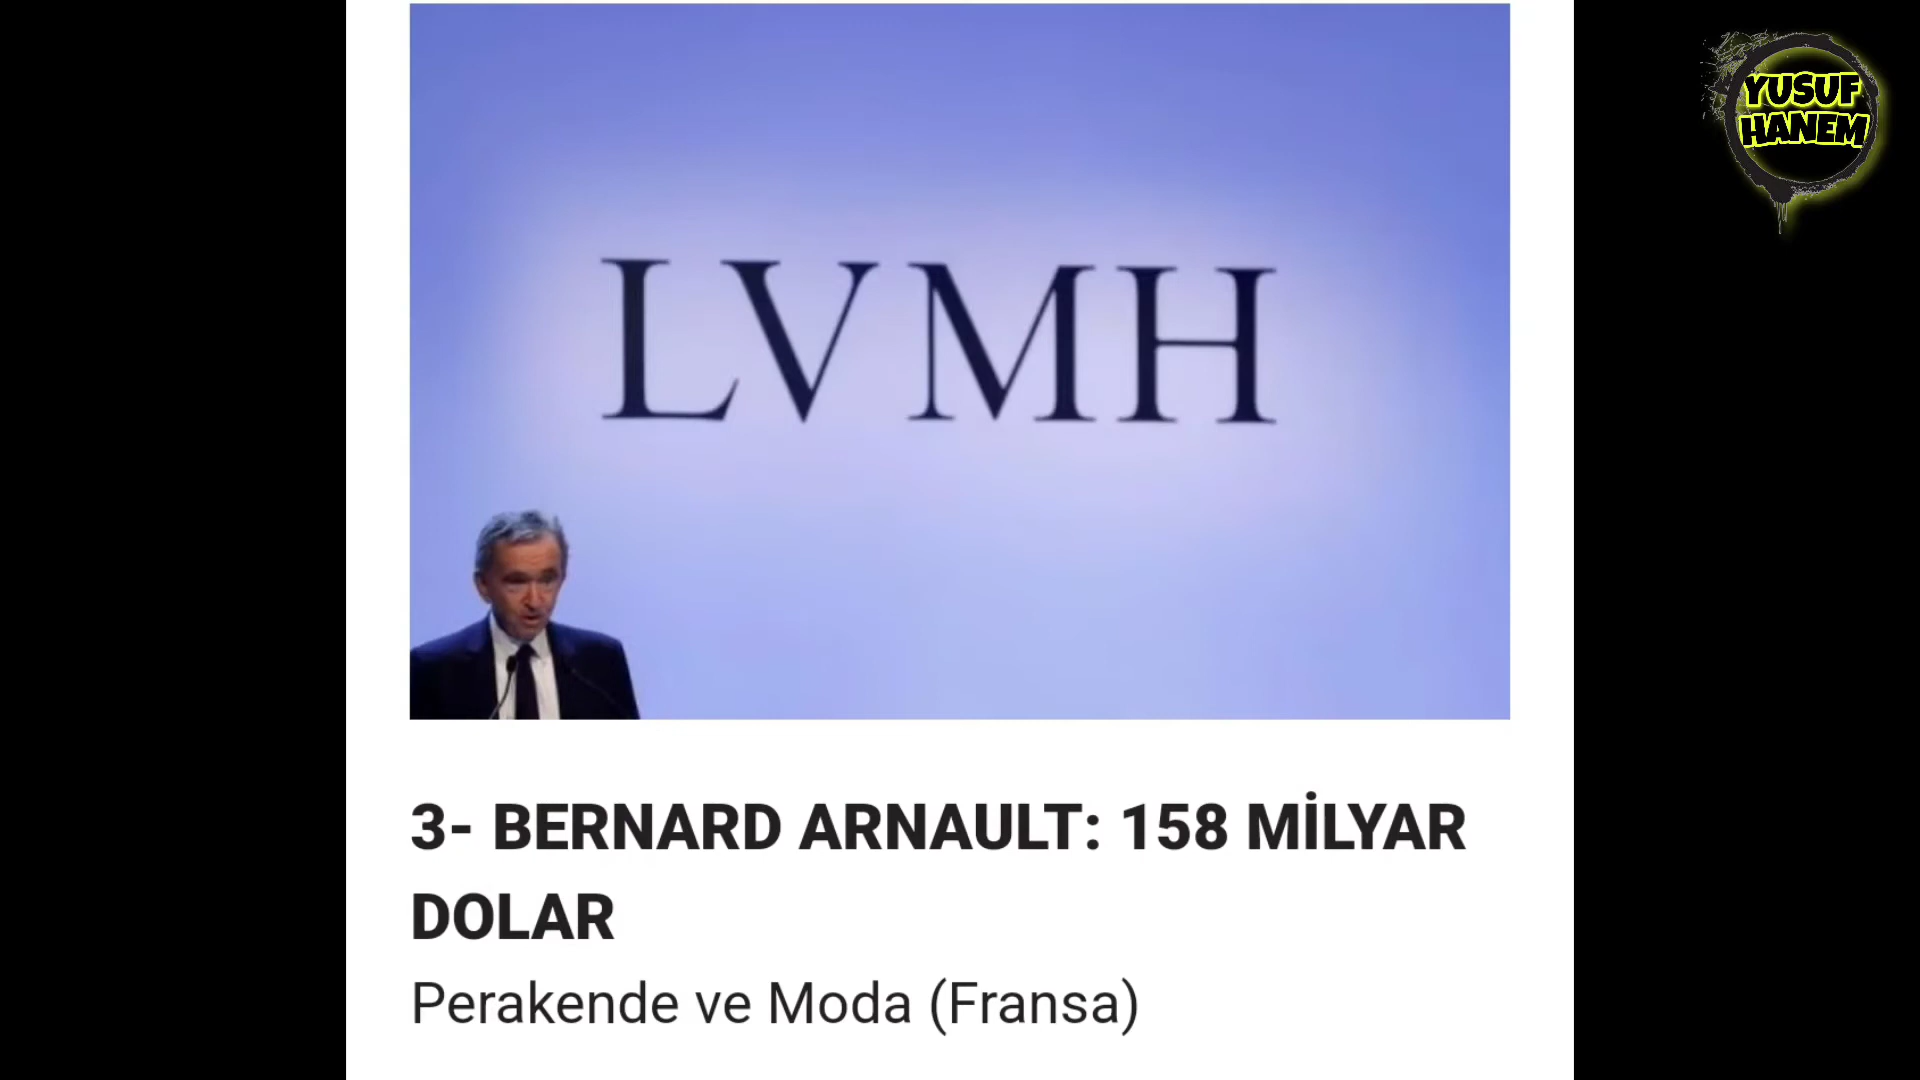 YUSUF
HANEM
LVMH
3- BERNARD ARNAULT: 158 MİLYAR
DOLAR
Perakende ve Moda (Fransa)